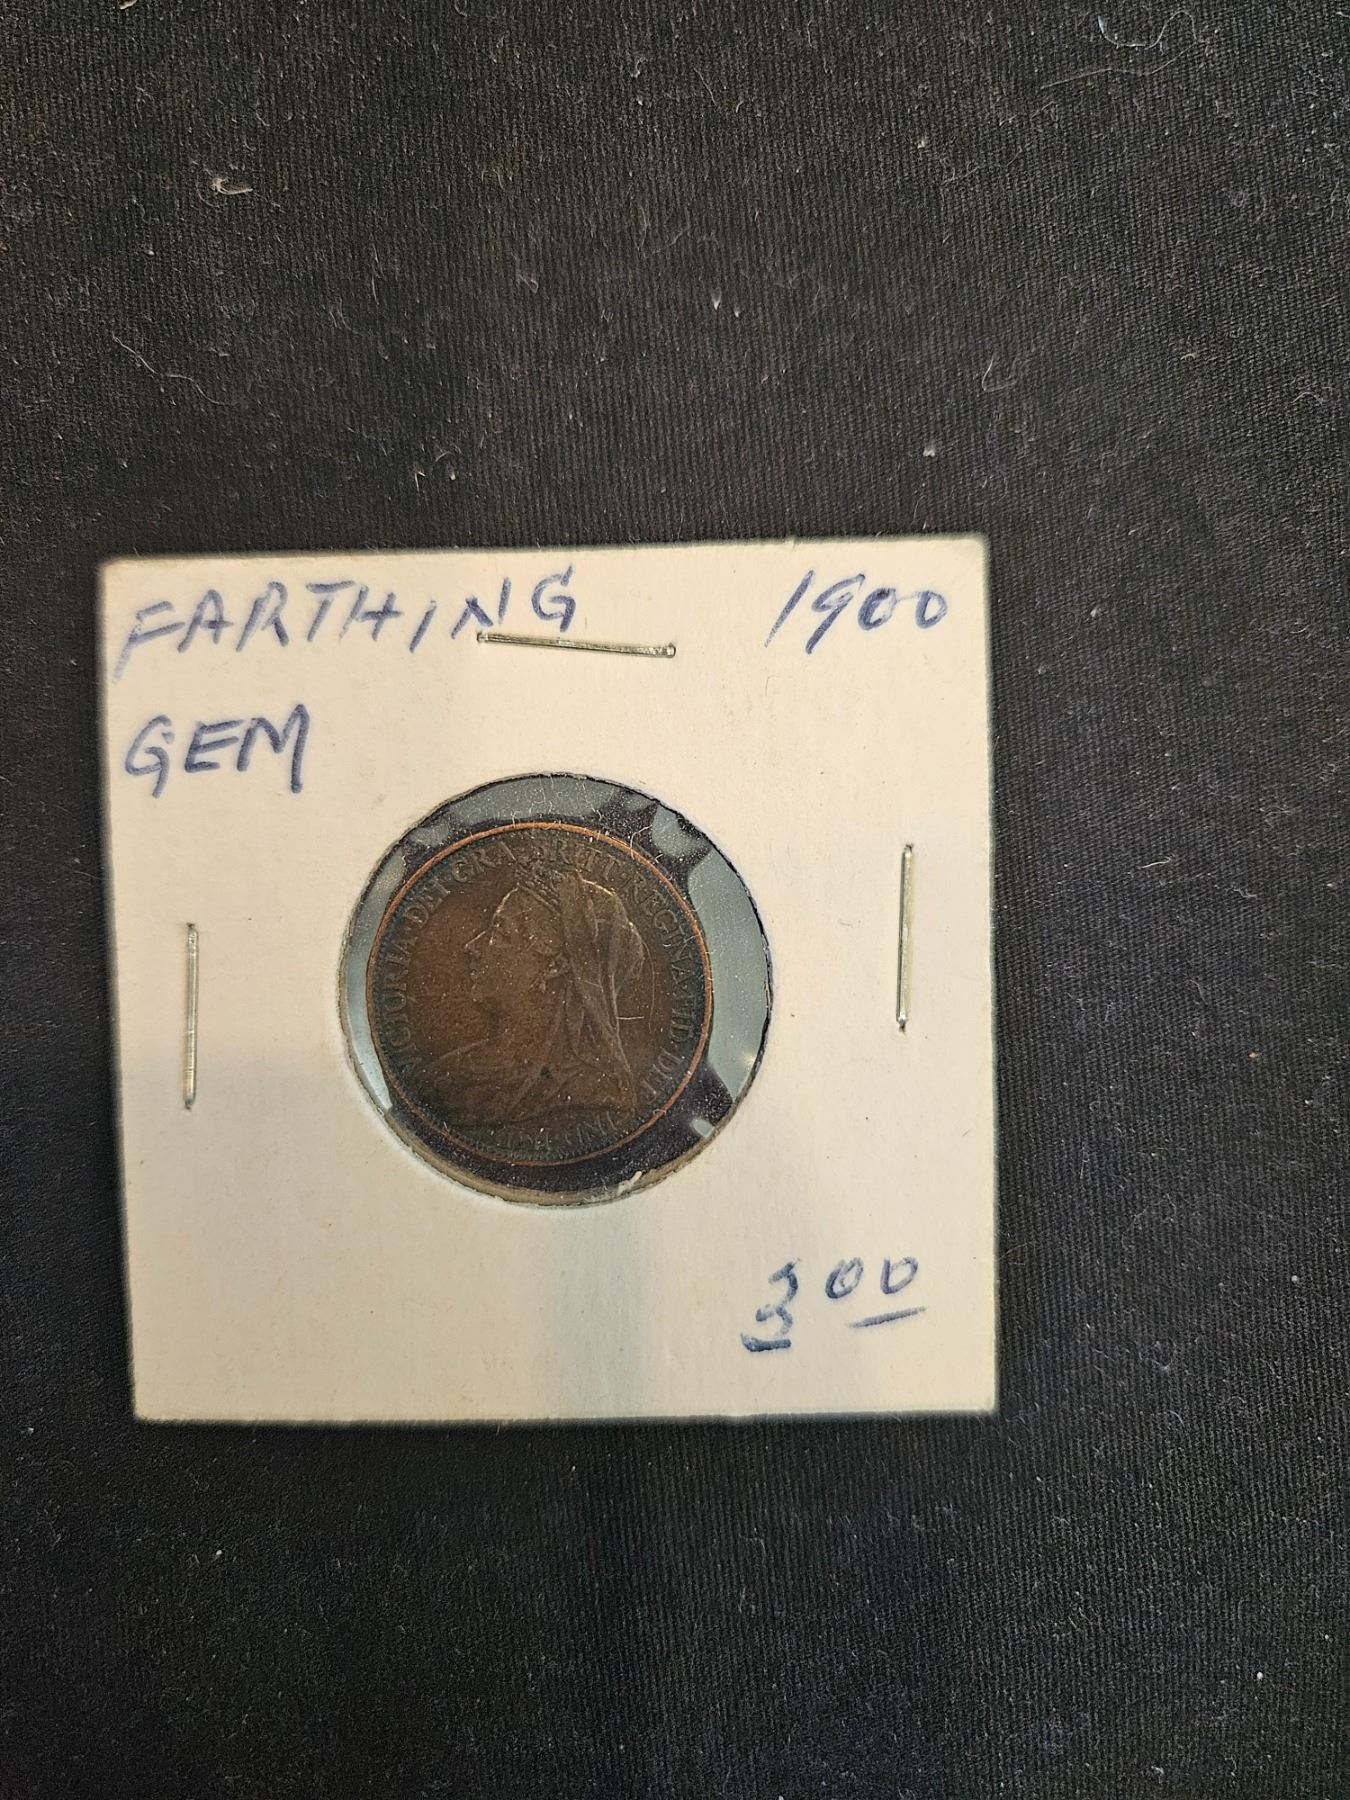 FARTHING 1900
GEM
VICTORIA·DEI·GRA·BRITT·REGINA·FID·DEF·
3 00